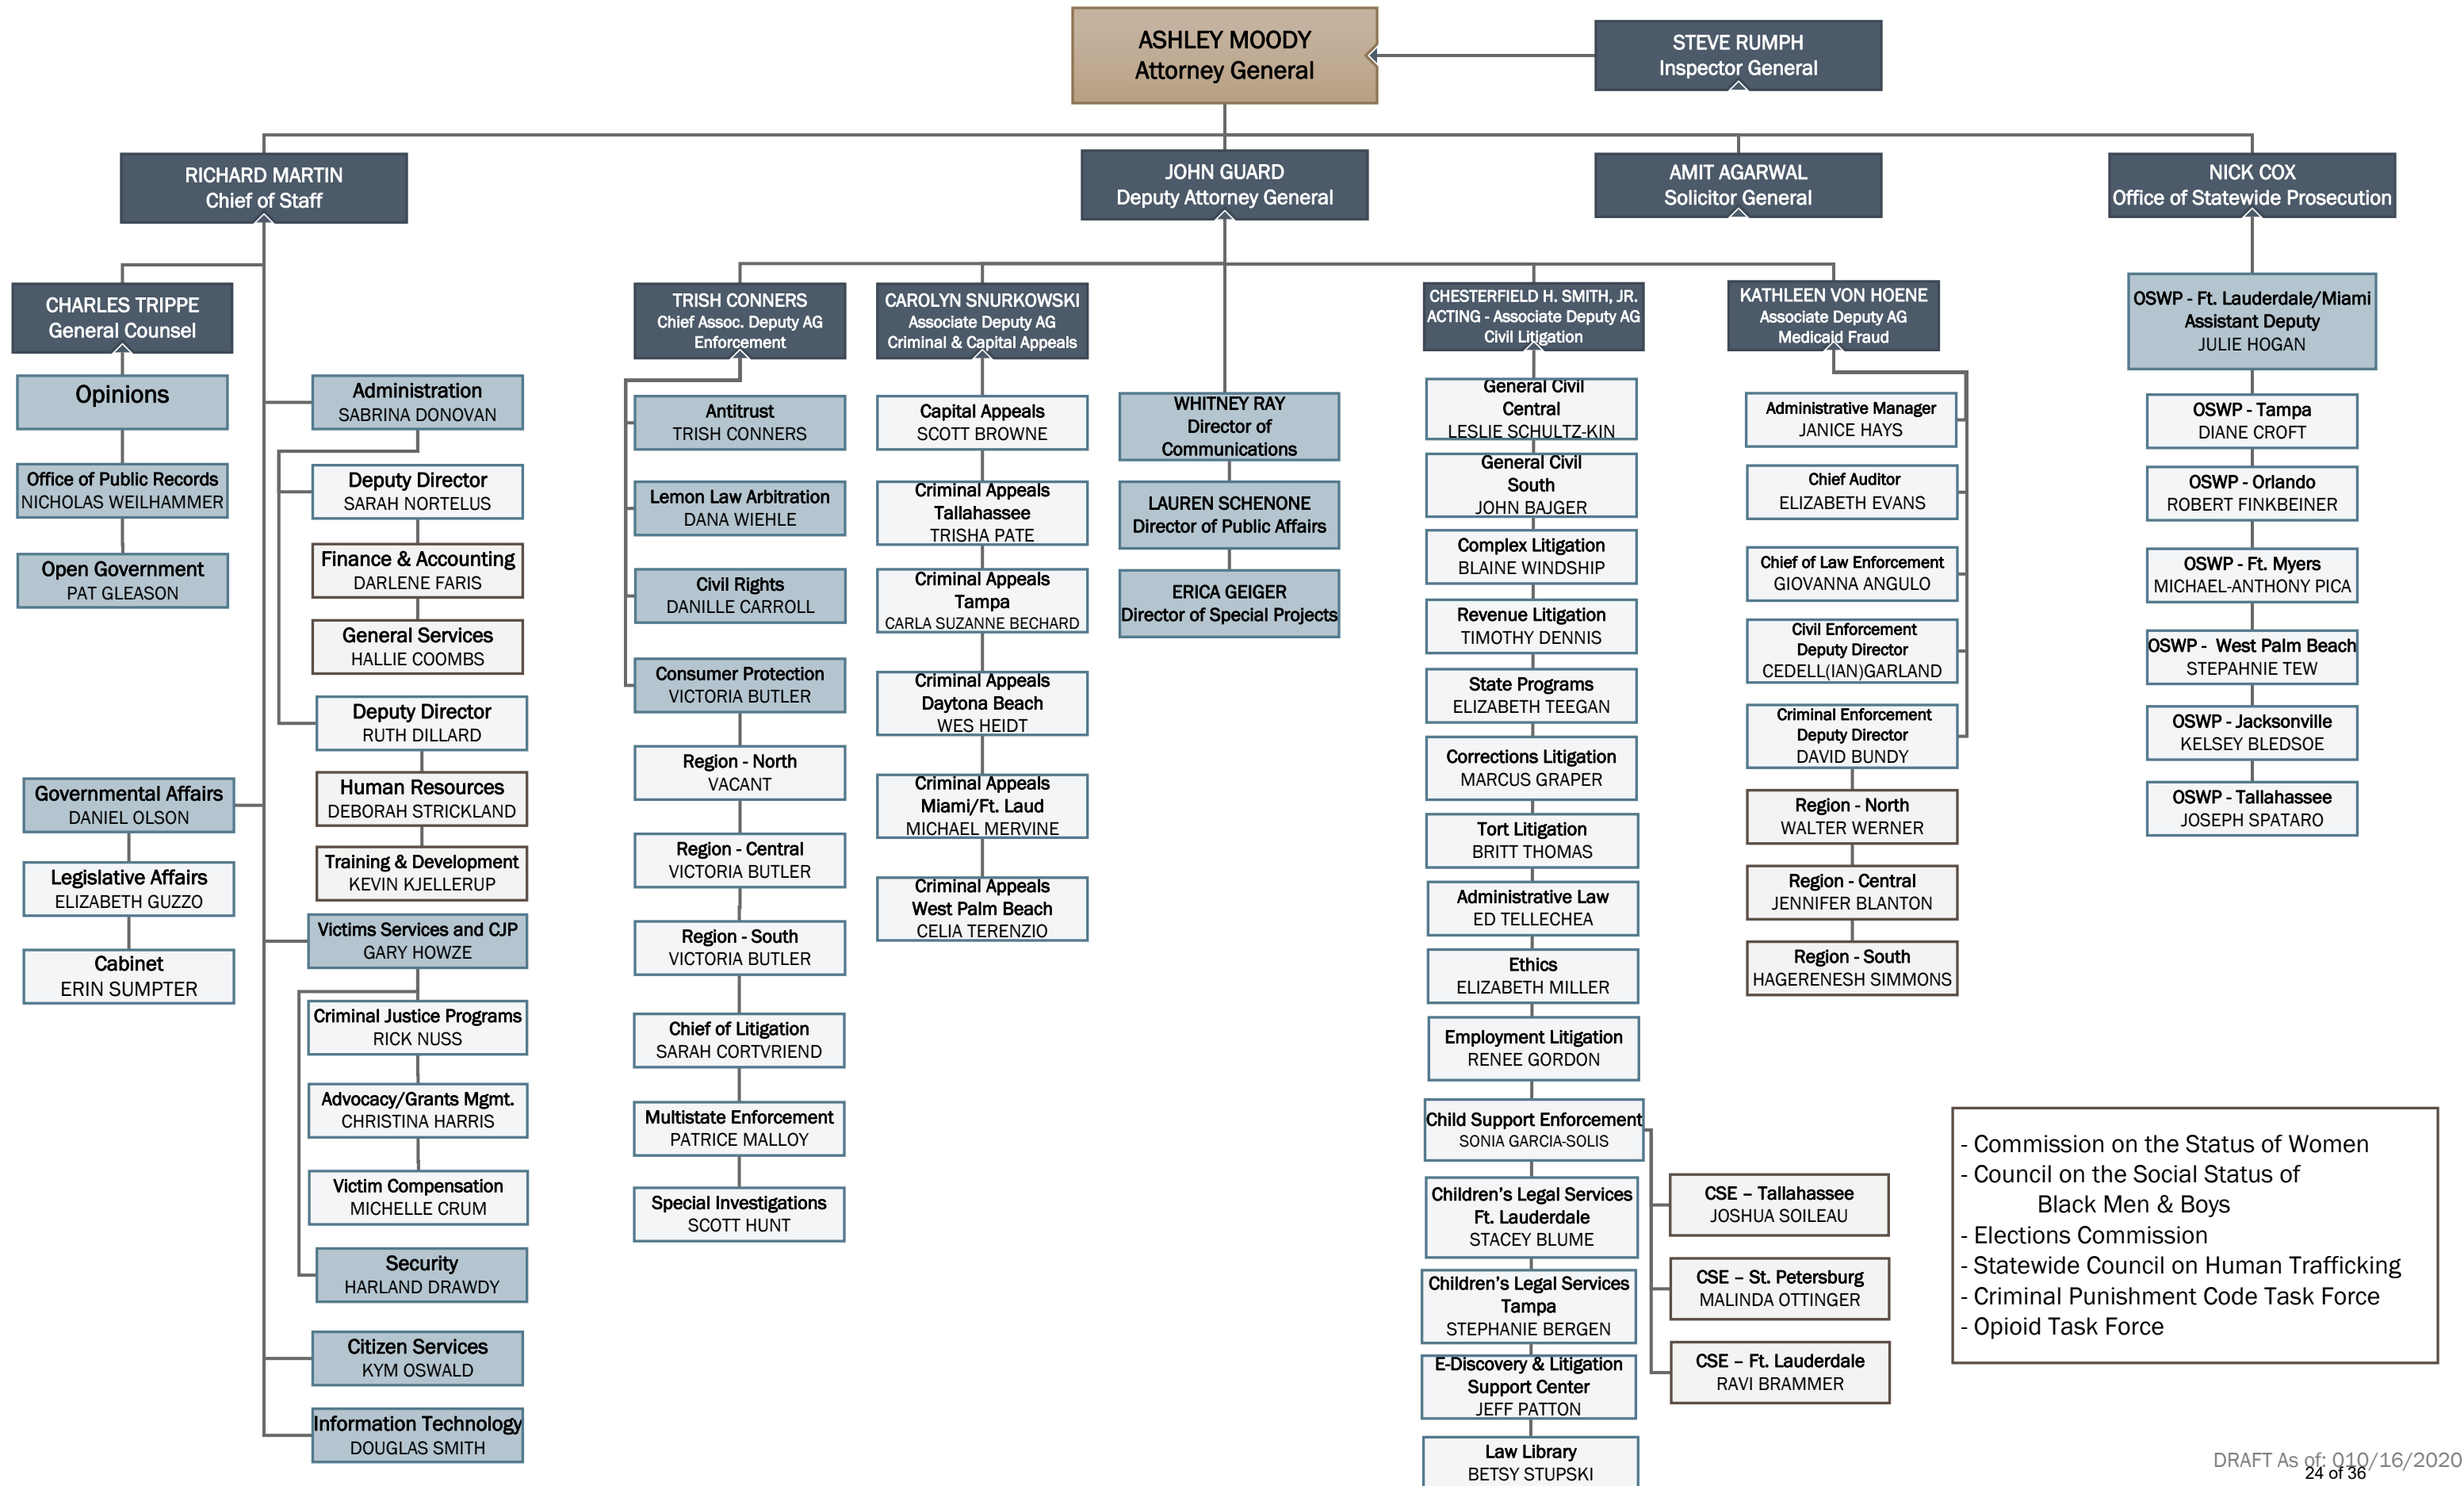 ASHLEY MOODY
Attorney General
STEVE RUMPH
Inspector General
RICHARD MARTIN
Chief of Staff
JOHN GUARD
Deputy Attorney General
AMIT AGARWAL
Solicitor General
NICK COX
Office of Statewide Prosecution
CHARLES TRIPPE
General Counsel
Opinions
Office of Public Records
NICHOLAS WEILHAMMER
Open Government
PAT GLEASON
Governmental Affairs
DANIEL OLSON
Legislative Affairs
ELIZABETH GUZZO
Cabinet
ERIN SUMPTER
Administration
SABRINA DONOVAN
Deputy Director
SARAH NORTELUS
Finance & Accounting
DARLENE FARIS
General Services
HALLIE COOMBS
Deputy Director
RUTH DILLARD
Human Resources
DEBORAH STRICKLAND
Training & Development
KEVIN KJELLERUP
Victims Services and CJP
GARY HOWZE
Criminal Justice Programs
RICK NUSS
Advocacy/Grants Mgmt.
CHRISTINA HARRIS
Victim Compensation
MICHELLE CRUM
Security
HARLAND DRAWDY
Citizen Services
KYM OSWALD
Information Technology
DOUGLAS SMITH
TRISH CONNERS
Chief Assoc. Deputy AG
Enforcement
Antitrust
TRISH CONNERS
Lemon Law Arbitration
DANA WIEHLE
Civil Rights
DANILLE CARROLL
Consumer Protection
VICTORIA BUTLER
Region - North
VACANT
Region - Central
VICTORIA BUTLER
Region - South
VICTORIA BUTLER
Chief of Litigation
SARAH CORTVRIEND
Multistate Enforcement
PATRICE MALLOY
Special Investigations
SCOTT HUNT
CAROLYN SNURKOWSKI
Associate Deputy AG
Criminal & Capital Appeals
Capital Appeals
SCOTT BROWNE
Criminal Appeals
Tallahassee
TRISHA PATE
Criminal Appeals
Tampa
CARLA SUZANNE BECHARD
Criminal Appeals
Daytona Beach
WES HEIDT
Criminal Appeals
Miami/Ft. Laud
MICHAEL MERVINE
Criminal Appeals
West Palm Beach
CELIA TERENZIO
WHITNEY RAY
Director of
Communications
LAUREN SCHENONE
Director of Public Affairs
ERICA GEIGER
Director of Special Projects
CHESTERFIELD H. SMITH, JR.
ACTING - Associate Deputy AG
Civil Litigation
General Civil
Central
LESLIE SCHULTZ-KIN
General Civil
South
JOHN BAJGER
Complex Litigation
BLAINE WINDSHIP
Revenue Litigation
TIMOTHY DENNIS
State Programs
ELIZABETH TEEGAN
Corrections Litigation
MARCUS GRAPER
Tort Litigation
BRITT THOMAS
Administrative Law
ED TELLECHEA
Ethics
ELIZABETH MILLER
Employment Litigation
RENEE GORDON
Child Support Enforcement
SONIA GARCIA-SOLIS
Children's Legal Services
Ft. Lauderdale
STACEY BLUME
Children's Legal Services
Tampa
STEPHANIE BERGEN
E-Discovery & Litigation
Support Center
JEFF PATTON
Law Library
BETSY STUPSKI
CSE – Tallahassee
JOSHUA SOILEAU
CSE – St. Petersburg
MALINDA OTTINGER
CSE – Ft. Lauderdale
RAVI BRAMMER
KATHLEEN VON HOENE
Associate Deputy AG
Medicaid Fraud
Administrative Manager
JANICE HAYS
Chief Auditor
ELIZABETH EVANS
Chief of Law Enforcement
GIOVANNA ANGULO
Civil Enforcement
Deputy Director
CEDELL(IAN)GARLAND
Criminal Enforcement
Deputy Director
DAVID BUNDY
Region - North
WALTER WERNER
Region - Central
JENNIFER BLANTON
Region - South
HAGERENESH SIMMONS
OSWP - Ft. Lauderdale/Miami
Assistant Deputy
JULIE HOGAN
OSWP - Tampa
DIANE CROFT
OSWP - Orlando
ROBERT FINKBEINER
OSWP - Ft. Myers
MICHAEL-ANTHONY PICA
OSWP - West Palm Beach
STEPAHNIE TEW
OSWP - Jacksonville
KELSEY BLEDSOE
OSWP - Tallahassee
JOSEPH SPATARO
- Commission on the Status of Women
- Council on the Social Status of
Black Men & Boys
- Elections Commission
- Statewide Council on Human Trafficking
- Criminal Punishment Code Task Force
- Opioid Task Force
DRAFT As of: 010/16/2020
24 of 36